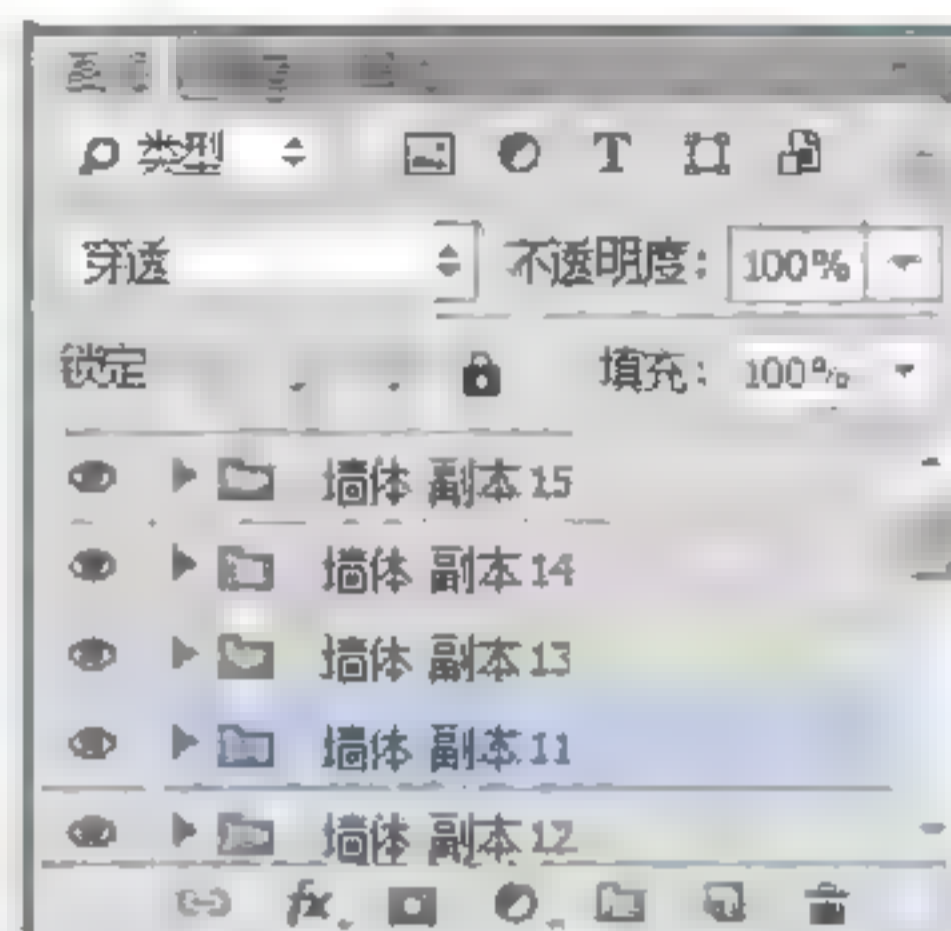 类型 T
穿透 不透明度: 100%
锁定 填充: 100%
墙体 副本 15
墙体 副本 14
墙体 副本 13
墙体 副本 11
墙体 副本 12
fx